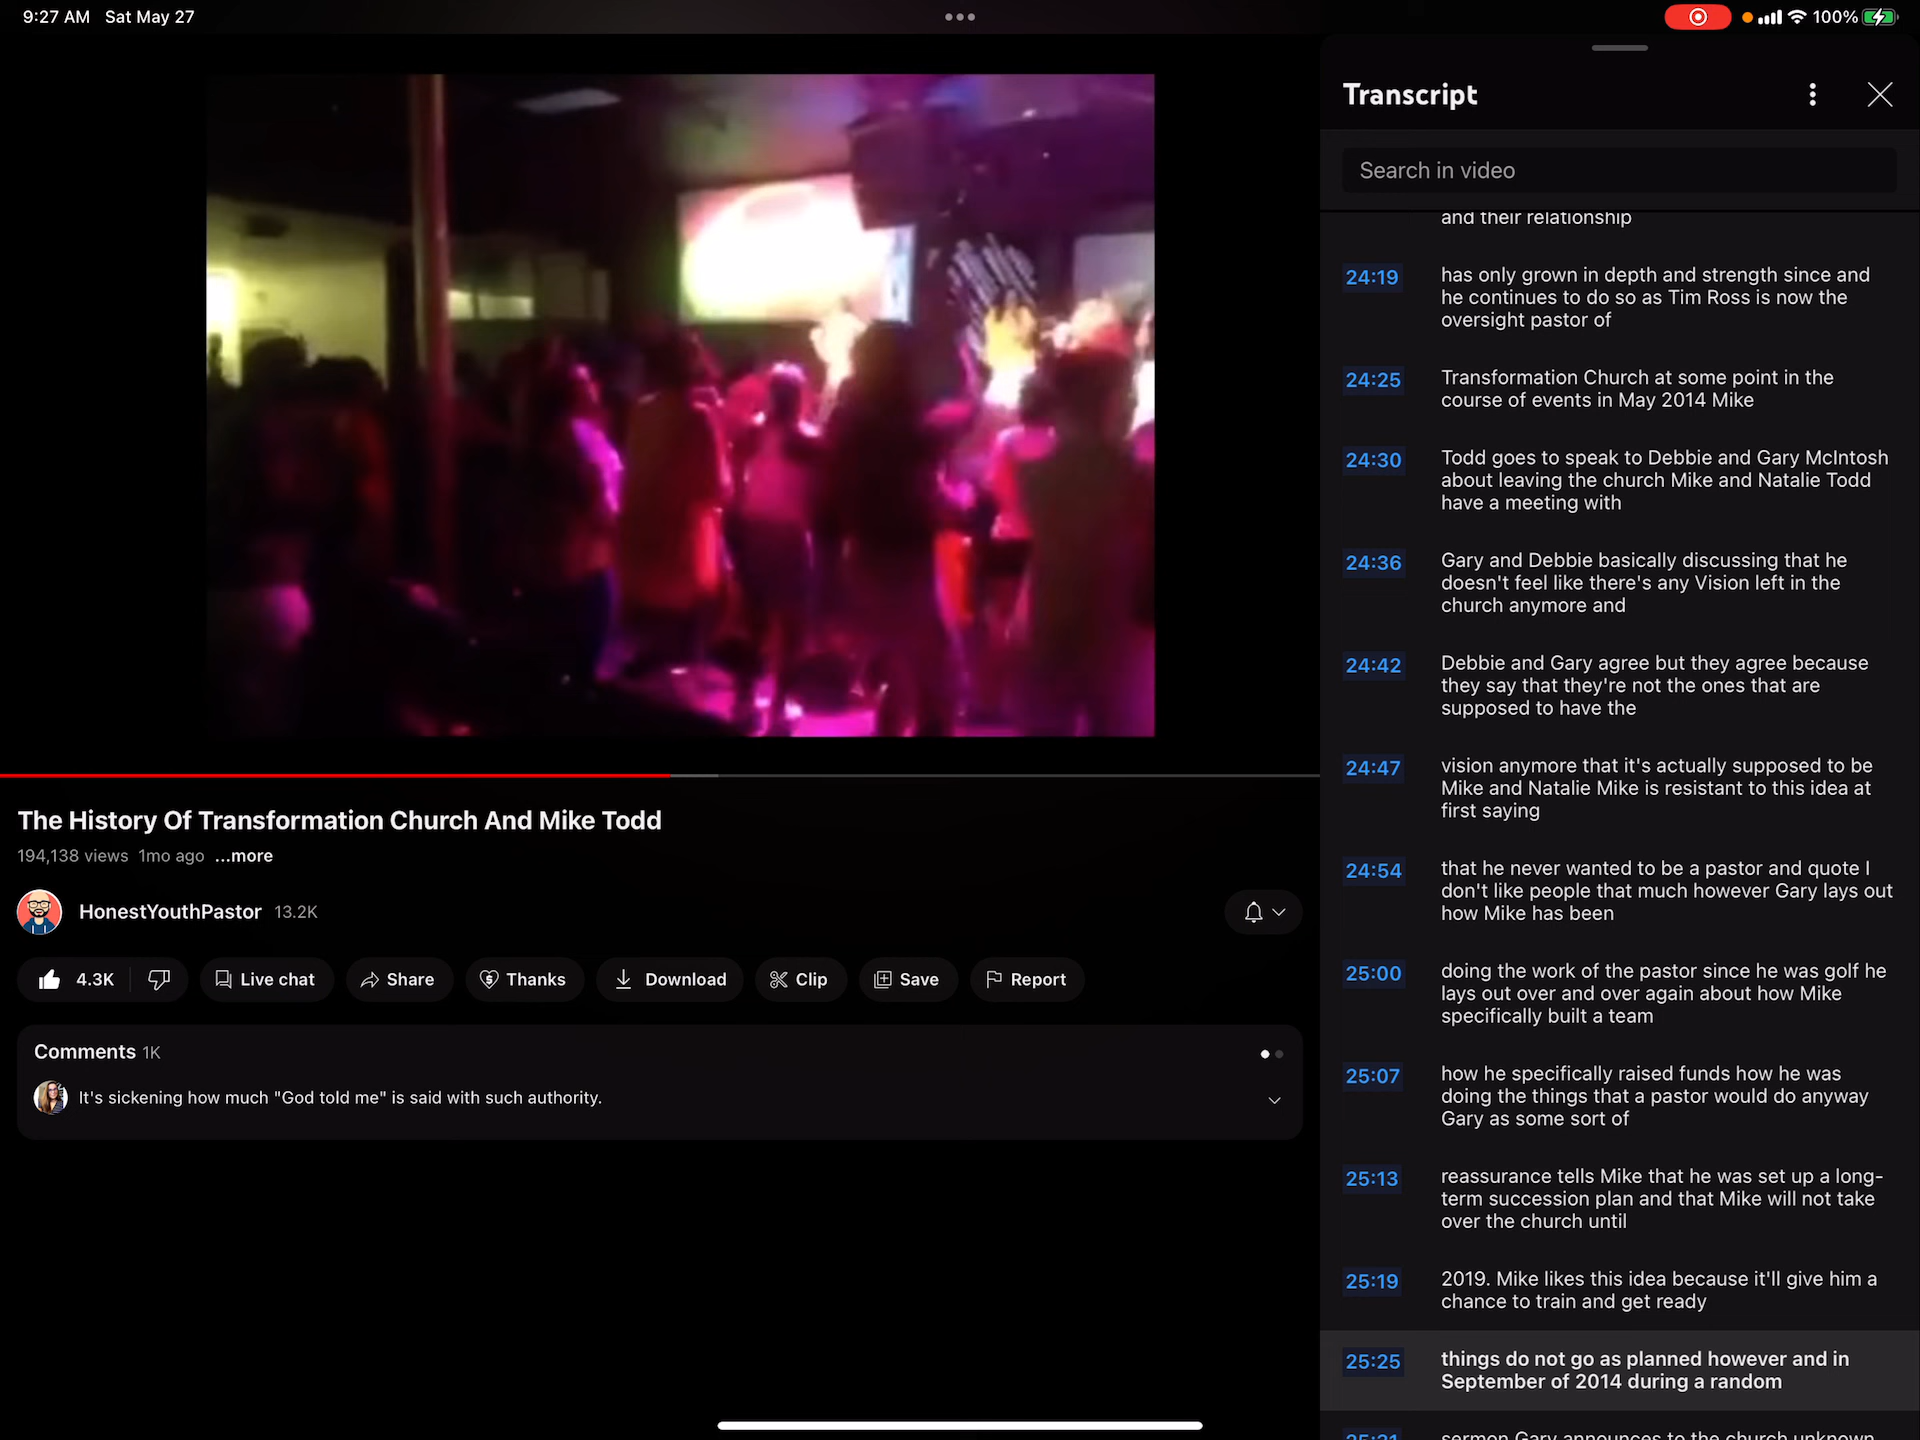 9:27 AM Sat May 27
100%
Transcript
Search in video
and their relationship
24:19
has only grown in depth and strength since and
he continues to do so as Tim Ross is now the
oversight pastor of
24:25
Transformation Church at some point in the
course of events in May 2014 Mike
24:30
Todd goes to speak to Debbie and Gary McIntosh
about leaving the church Mike and Natalie Todd
have a meeting with
24:36
Gary and Debbie basically discussing that he
doesn't feel like there's any Vision left in the
church anymore and
24:42
Debbie and Gary agree but they agree because
they say that they're not the ones that are
supposed to have the
24:47
vision anymore that it's actually supposed to be
Mike and Natalie Mike is resistant to this idea at
first saying
24:54
that he never wanted to be a pastor and quote I
don't like people that much however Gary lays out
how Mike has been
25:00
doing the work of the pastor since he was golf he
lays out over and over again about how Mike
specifically built a team
25:07
how he specifically raised funds how he was
doing the things that a pastor would do anyway
Gary as some sort of
25:13
reassurance tells Mike that he was set up a long-
term succession plan and that Mike will not take
over the church until
25:19
2019. Mike likes this idea because it'll give him a
chance to train and get ready
25:25
things do not go as planned however and in
September of 2014 during a random
25:31
sermon Gary announces to the church unknown
The History Of Transformation Church And Mike Todd
194,138 views 1mo ago ...more
HonestYouthPastor 13.2K
4.3K
Live chat
Share
Thanks
Download
Clip
Save
Report
Comments 1K
It's sickening how much "God told me" is said with such authority.